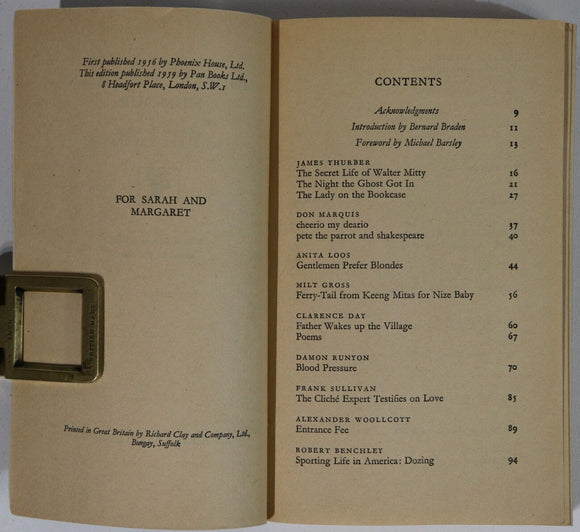 First published 1956 by Phoenix House, Ltd.
This edition published 1959 by Pan Books Ltd.,
8 Headfort Place, London, S.W.1
FOR SARAH AND
MARGARET
Printed in Great Britain by Richard Clay and Company, Ltd.,
Bungay, Suffolk
CONTENTS
Acknowledgments 9
Introduction by Bernard Braden 11
Foreword by Michael Barsley 13
JAMES THURBER
The Secret Life of Walter Mitty 16
The Night the Ghost Got In 21
The Lady on the Bookcase 27
DON MARQUIS
cheerio my deario 37
pete the parrot and shakespeare 40
ANITA LOOS
Gentlemen Prefer Blondes 44
MILT GROSS
Ferry-Tail from Keeng Mitas for Nize Baby 56
CLARENCE DAY
Father Wakes up the Village 60
Poems 67
DAMON RUNYON
Blood Pressure 70
FRANK SULLIVAN
The Cliché Expert Testifies on Love 85
ALEXANDER WOOLLCOTT
Entrance Fee 89
ROBERT BENCHLEY
Sporting Life in America: Dozing 94